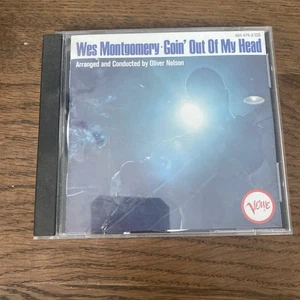 Wes Montgomery·Goin' Out Of My Head
Arranged and Conducted by Oliver Nelson
Verve